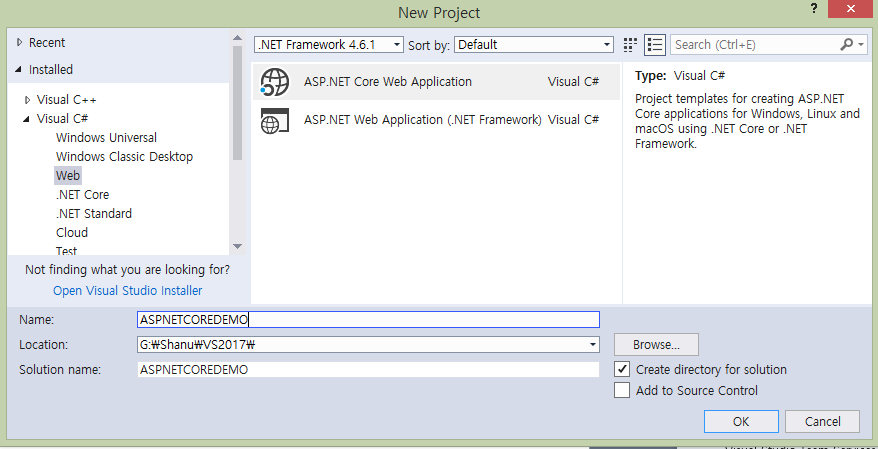 New Project
?
Recent
Installed
Visual C++
Visual C#
Windows Universal
Windows Classic Desktop
Web
.NET Core
.NET Standard
Cloud
Test
Not finding what you are looking for?
Open Visual Studio Installer
.NET Framework 4.6.1
Sort by:
Default
Search (Ctrl+E)
ASP.NET Core Web Application Visual C#
ASP.NET Web Application (.NET Framework) Visual C#
Type: Visual C#
Project templates for creating ASP.NET
Core applications for Windows, Linux and
macOS using .NET Core or .NET
Framework.
Name: ASPNETCOREDEMO
Location: G:₩Shanu₩VS2017₩
Browse...
Solution name: ASPNETCOREDEMO
Create directory for solution
Add to Source Control
OK
Cancel
Visual Studio Team Services